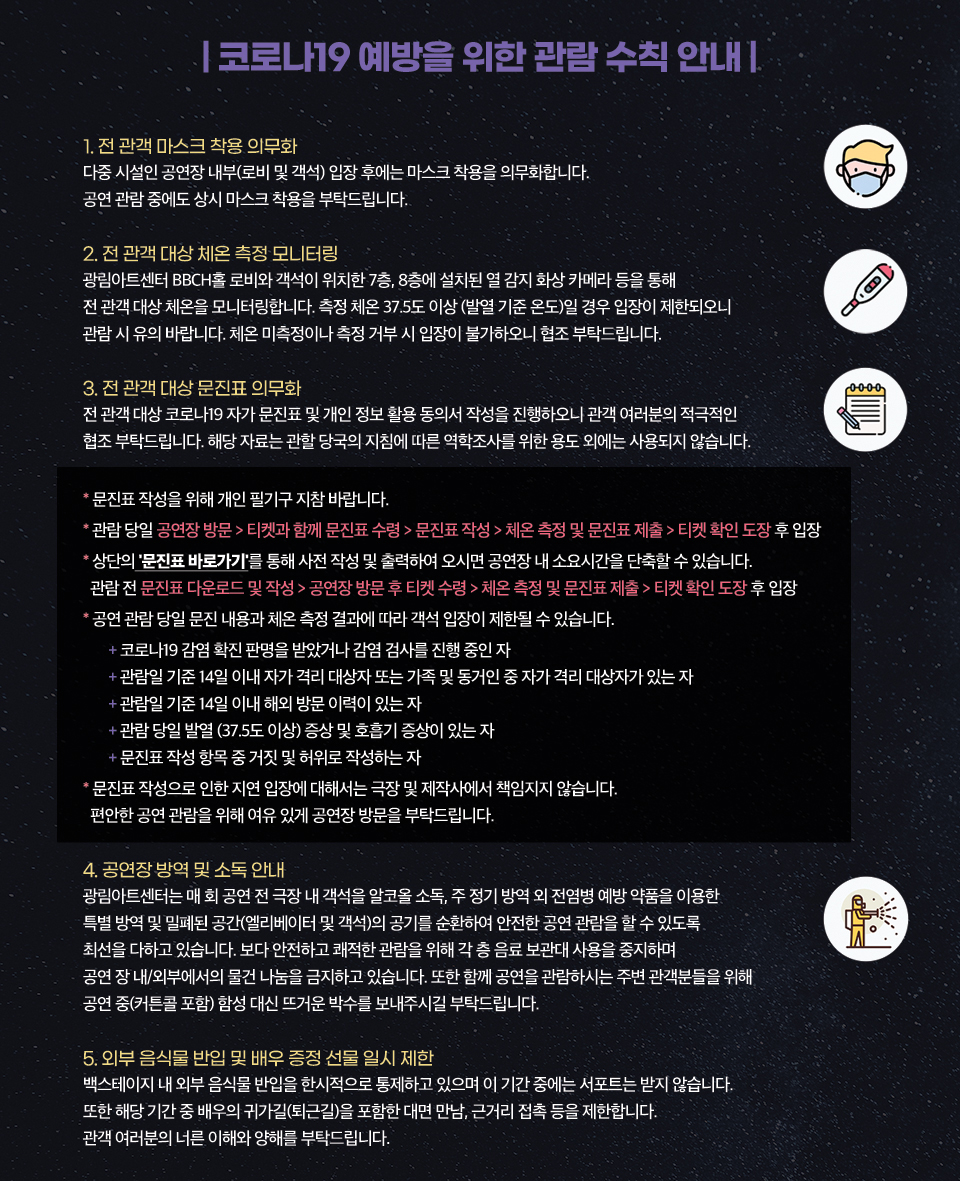 | 코로나19 예방을 위한 관람 수칙 안내 |
1. 전 관객 마스크 착용 의무화
다중 시설인 공연장 내부(로비 및 객석) 입장 후에는 마스크 착용을 의무화합니다.
공연 관람 중에도 상시 마스크 착용을 부탁드립니다.
2. 전 관객 대상 체온 측정 모니터링
광림아트센터 BBCH홀 로비와 객석이 위치한 7층, 8층에 설치된 열 감지 화상 카메라 등을 통해
전 관객 대상 체온을 모니터링합니다. 측정 체온 37.5도 이상 (발열 기준 온도)일 경우 입장이 제한되오니
관람 시 유의 바랍니다. 체온 미측정이나 측정 거부 시 입장이 불가하오니 협조 부탁드립니다.
3. 전 관객 대상 문진표 의무화
전 관객 대상 코로나19 자가 문진표 및 개인 정보 활용 동의서 작성을 진행하오니 관객 여러분의 적극적인
협조 부탁드립니다. 해당 자료는 관할 당국의 지침에 따른 역학조사를 위한 용도 외에는 사용되지 않습니다.
* 문진표 작성을 위해 개인 필기구 지참 바랍니다.
* 관람 당일 공연장 방문 > 티켓과 함께 문진표 수령 > 문진표 작성 > 체온 측정 및 문진표 제출 > 티켓 확인 도장 후 입장
* 상단의 '문진표 바로가기'를 통해 사전 작성 및 출력하여 오시면 공연장 내 소요시간을 단축할 수 있습니다.
관람 전 문진표 다운로드 및 작성 > 공연장 방문 후 티켓 수령 > 체온 측정 및 문진표 제출 > 티켓 확인 도장 후 입장
* 공연 관람 당일 문진 내용과 체온 측정 결과에 따라 객석 입장이 제한될 수 있습니다.
+ 코로나19 감염 확진 판명을 받았거나 감염 검사를 진행 중인 자
+ 관람일 기준 14일 이내 자가 격리 대상자 또는 가족 및 동거인 중 자가 격리 대상자가 있는 자
+ 관람일 기준 14일 이내 해외 방문 이력이 있는 자
+ 관람 당일 발열 (37.5도 이상) 증상 및 호흡기 증상이 있는 자
+ 문진표 작성 항목 중 거짓 및 허위로 작성하는 자
* 문진표 작성으로 인한 지연 입장에 대해서는 극장 및 제작사에서 책임지지 않습니다.
편안한 공연 관람을 위해 여유 있게 공연장 방문을 부탁드립니다.
4. 공연장 방역 및 소독 안내
광림아트센터는 매 회 공연 전 극장 내 객석을 알코올 소독, 주 정기 방역 외 전염병 예방 약품을 이용한
특별 방역 및 밀폐된 공간(엘리베이터 및 객석)의 공기를 순환하여 안전한 공연 관람을 할 수 있도록
최선을 다하고 있습니다. 보다 안전하고 쾌적한 관람을 위해 각 층 음료 보관대 사용을 중지하며
공연 장 내/외부에서의 물건 나눔을 금지하고 있습니다. 또한 함께 공연을 관람하시는 주변 관객분들을 위해
공연 중(커튼콜 포함) 함성 대신 뜨거운 박수를 보내주시길 부탁드립니다.
5. 외부 음식물 반입 및 배우 증정 선물 일시 제한
백스테이지 내 외부 음식물 반입을 한시적으로 통제하고 있으며 이 기간 중에는 서포트는 받지 않습니다.
또한 해당 기간 중 배우의 귀가길(퇴근길)을 포함한 대면 만남, 근거리 접촉 등을 제한합니다.
관객 여러분의 너른 이해와 양해를 부탁드립니다.